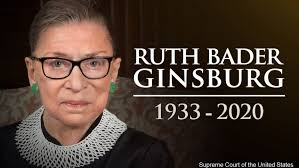 RUTH BADER
GINSBURG
1933 - 2020
Supreme Court of the United States